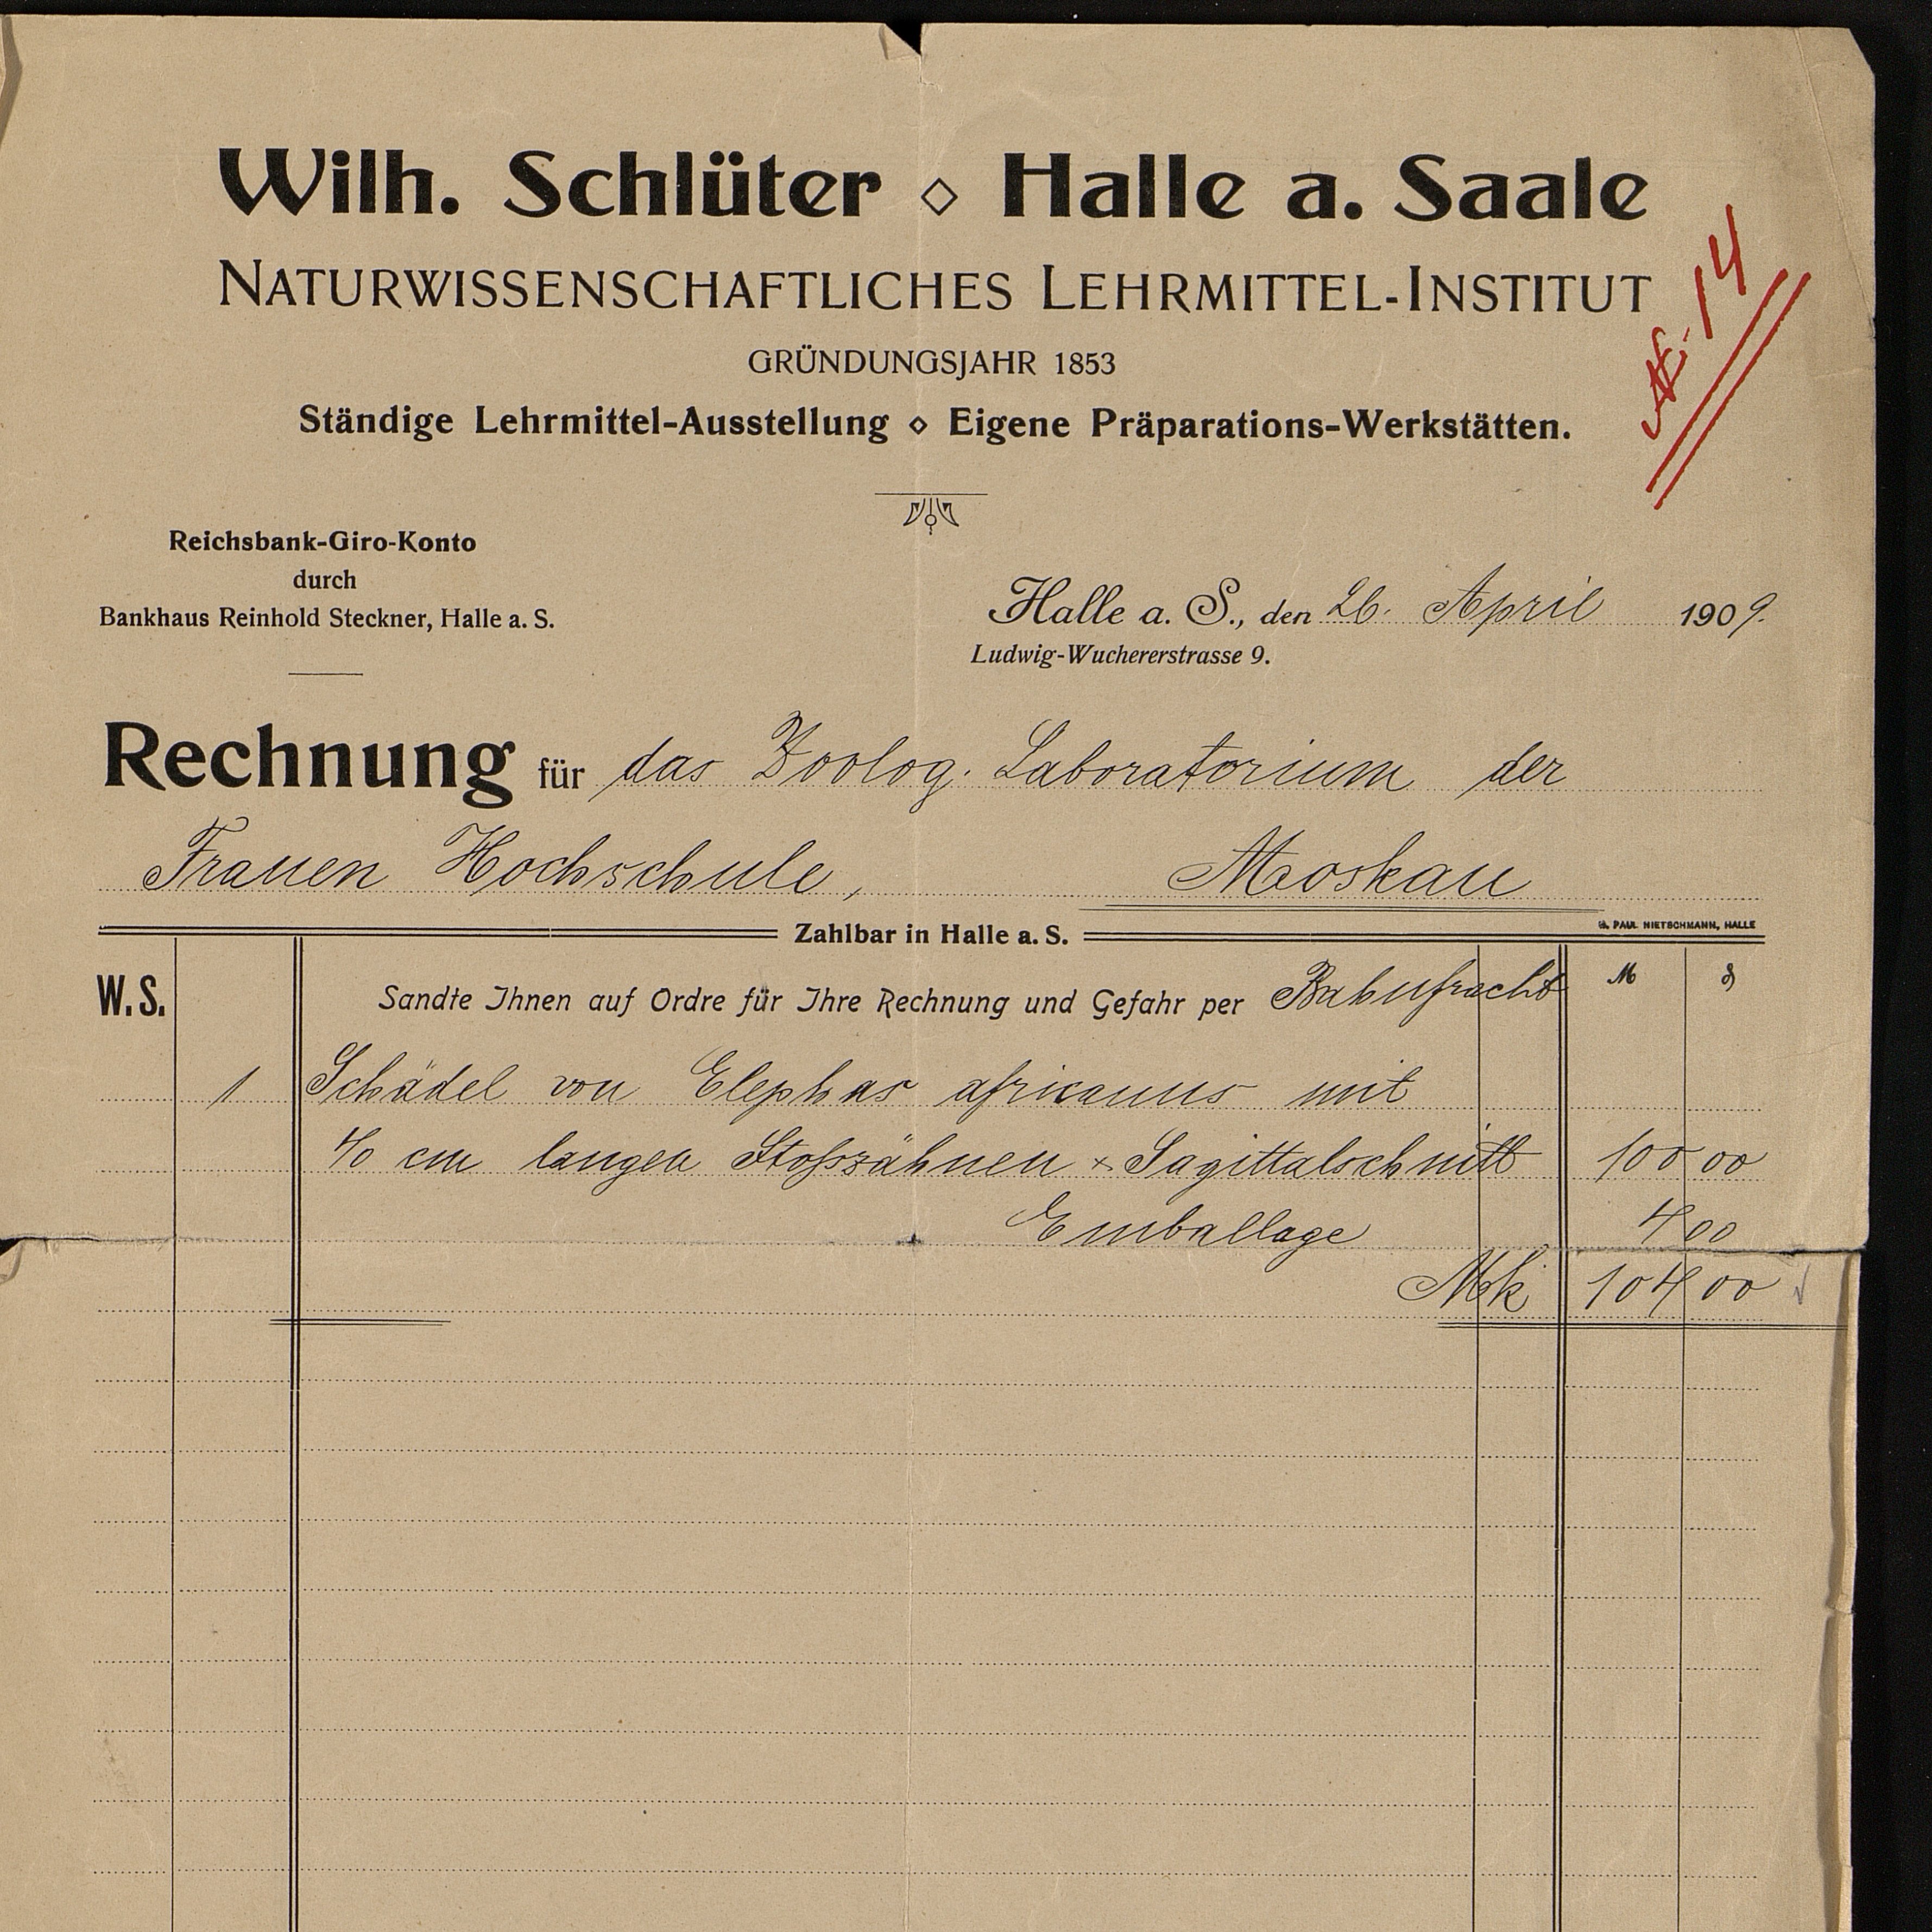 Wilh. Schlüter ◇ Halle a. Saale
NATURWISSENSCHAFTLICHES LEHRMITTEL-INSTITUT
№ 14
GRÜNDUNGSJAHR 1853
Ständige Lehrmittel-Ausstellung ◇ Eigene Präparations-Werkstätten.
Reichsbank-Giro-Konto
durch
Bankhaus Reinhold Steckner, Halle a. S.
Halle a. S., den 26. April 1909.
Ludwig-Wuchererstrasse 9.
Rechnung für das Zoolog. Laboratorium der
Frauen Hochschule, Moskau
Zahlbar in Halle a. S.
PAUL NIETSCHMANN, HALLE
W. S. Sandte Ihnen auf Ordre für Ihre Rechnung und Gefahr per Bahnfracht M ₰
1 Schädel von Elephas africanus mit
40 cm langen Stoßzähnen × Sagittalschnitt 100 00
Emballage 4 00
Mk 104 00